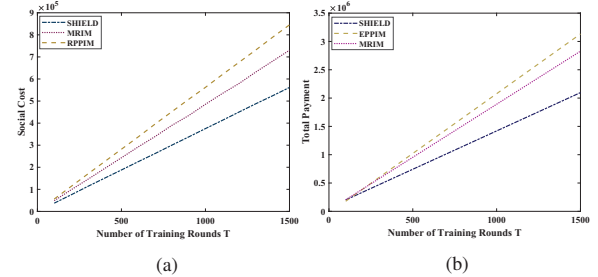 ×10^5
9
8
7
6
5
4
3
2
1
0
Social Cost
SHIELD
MRIM
RPPIM
0
500
1000
1500
Number of Training Rounds T
(a)
×10^6
3.5
3
2.5
2
1.5
1
0.5
0
Total Payment
SHIELD
EPPIM
MRIM
0
500
1000
1500
Number of Training Rounds T
(b)